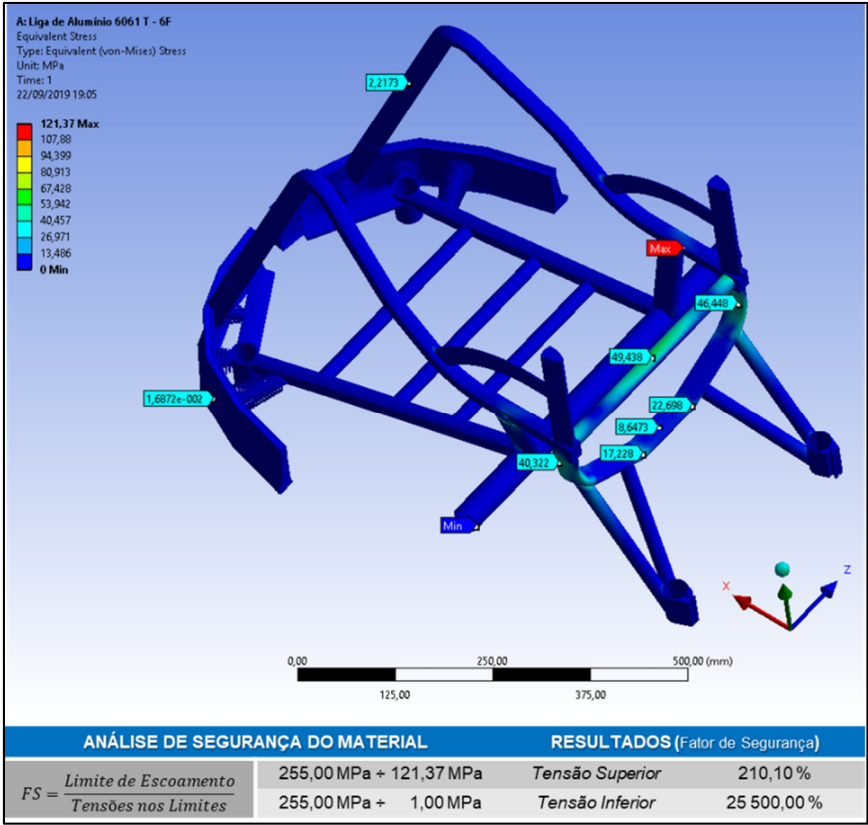 A: Liga de Alumínio 6061 T - 6F
Equivalent Stress
Type: Equivalent (von-Mises) Stress
Unit: MPa
Time: 1
22/09/2019 19:05
121,37 Max
107,88
94,399
80,913
67,428
53,942
40,457
26,971
13,486
0 Min
2,2173
Max
46,448
49,438
1,6872e-002
22,698
8,6473
17,228
40,322
Min
X
Z
0,00 250,00 500,00 (mm)
125,00 375,00
ANÁLISE DE SEGURANÇA DO MATERIAL RESULTADOS (Fator de Segurança)
FS = Limite de Escoamento / Tensões nos Limites
255,00 MPa ÷ 121,37 MPa Tensão Superior 210,10 %
255,00 MPa ÷ 1,00 MPa Tensão Inferior 25 500,00 %